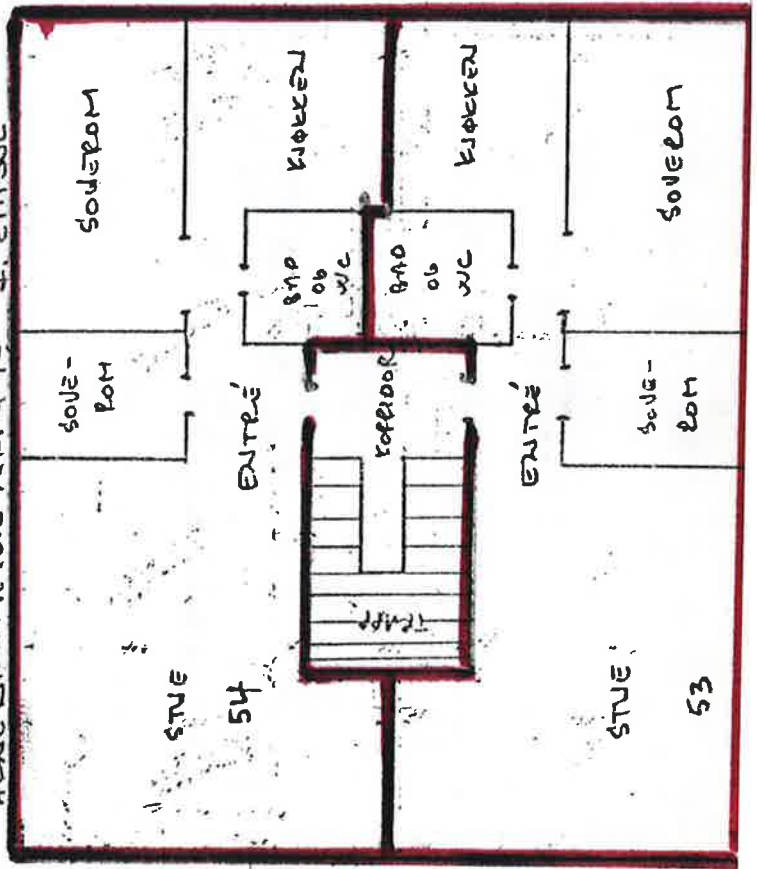 SOVEROM
KJØKKEN
KJØKKEN
SOVEROM
BAD
OG
WC
BAD
OG
WC
SOVE-
ROM
ENTRÉ
KORRIDOR
ENTRÉ
SOVE-
ROM
TRAPP
STUE
54
STUE
53